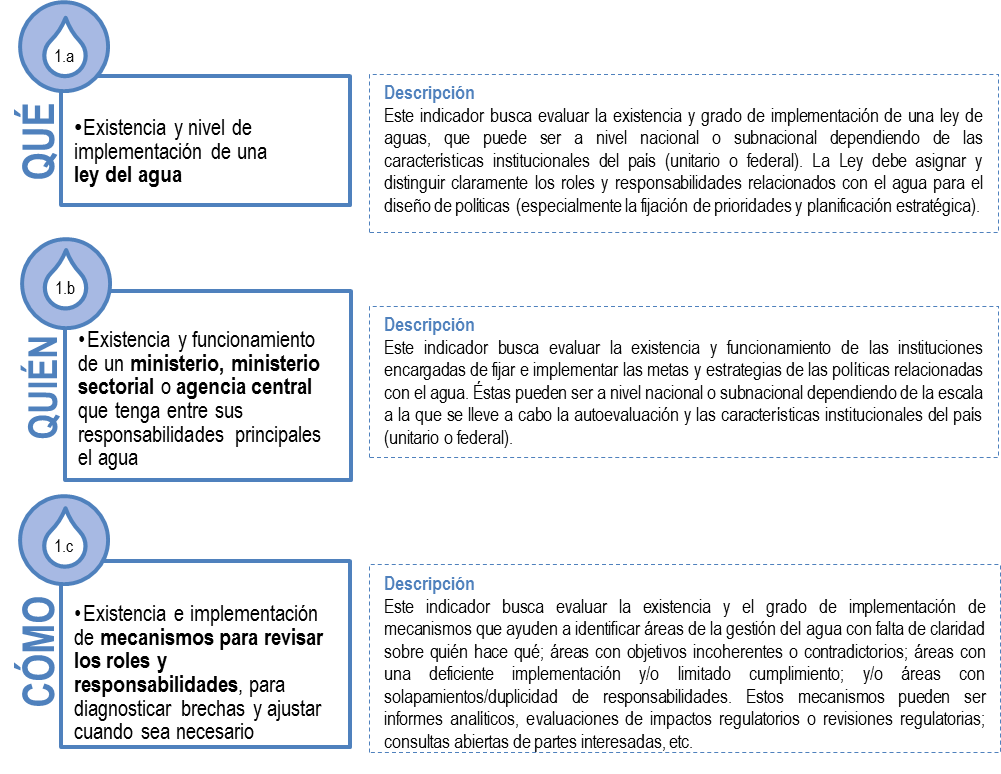 1.a
QUÉ
•Existencia y nivel de
implementación de una
ley del agua
Descripción
Este indicador busca evaluar la existencia y grado de implementación de una ley de
aguas, que puede ser a nivel nacional o subnacional dependiendo de las
características institucionales del país (unitario o federal). La Ley debe asignar y
distinguir claramente los roles y responsabilidades relacionados con el agua para el
diseño de políticas (especialmente la fijación de prioridades y planificación estratégica).
1.b
QUIÉN
•Existencia y funcionamiento
de un ministerio, ministerio
sectorial o agencia central
que tenga entre sus
responsabilidades principales
el agua
Descripción
Este indicador busca evaluar la existencia y funcionamiento de las instituciones
encargadas de fijar e implementar las metas y estrategias de las políticas relacionadas
con el agua. Éstas pueden ser a nivel nacional o subnacional dependiendo de la escala
a la que se lleve a cabo la autoevaluación y las características institucionales del país
(unitario o federal).
1.c
CÓMO
•Existencia e implementación
de mecanismos para revisar
los roles y
responsabilidades, para
diagnosticar brechas y ajustar
cuando sea necesario
Descripción
Este indicador busca evaluar la existencia y el grado de implementación de
mecanismos que ayuden a identificar áreas de la gestión del agua con falta de claridad
sobre quién hace qué; áreas con objetivos incoherentes o contradictorios; áreas con
una deficiente implementación y/o limitado cumplimiento; y/o áreas con
solapamientos/duplicidad de responsabilidades. Estos mecanismos pueden ser
informes analíticos, evaluaciones de impactos regulatorios o revisiones regulatorias;
consultas abiertas de partes interesadas, etc.